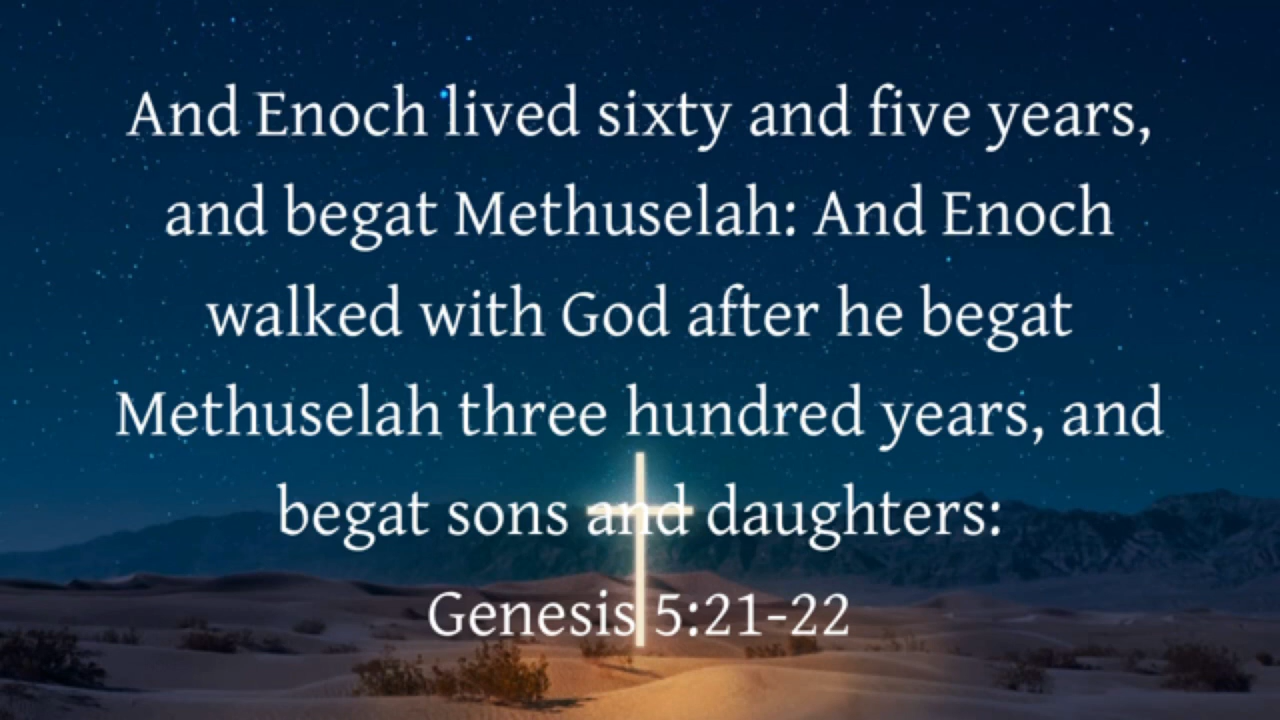 And Enoch lived sixty and five years,
and begat Methuselah: And Enoch
walked with God after he begat
Methuselah three hundred years, and
begat sons and daughters:
Genesis 5:21-22